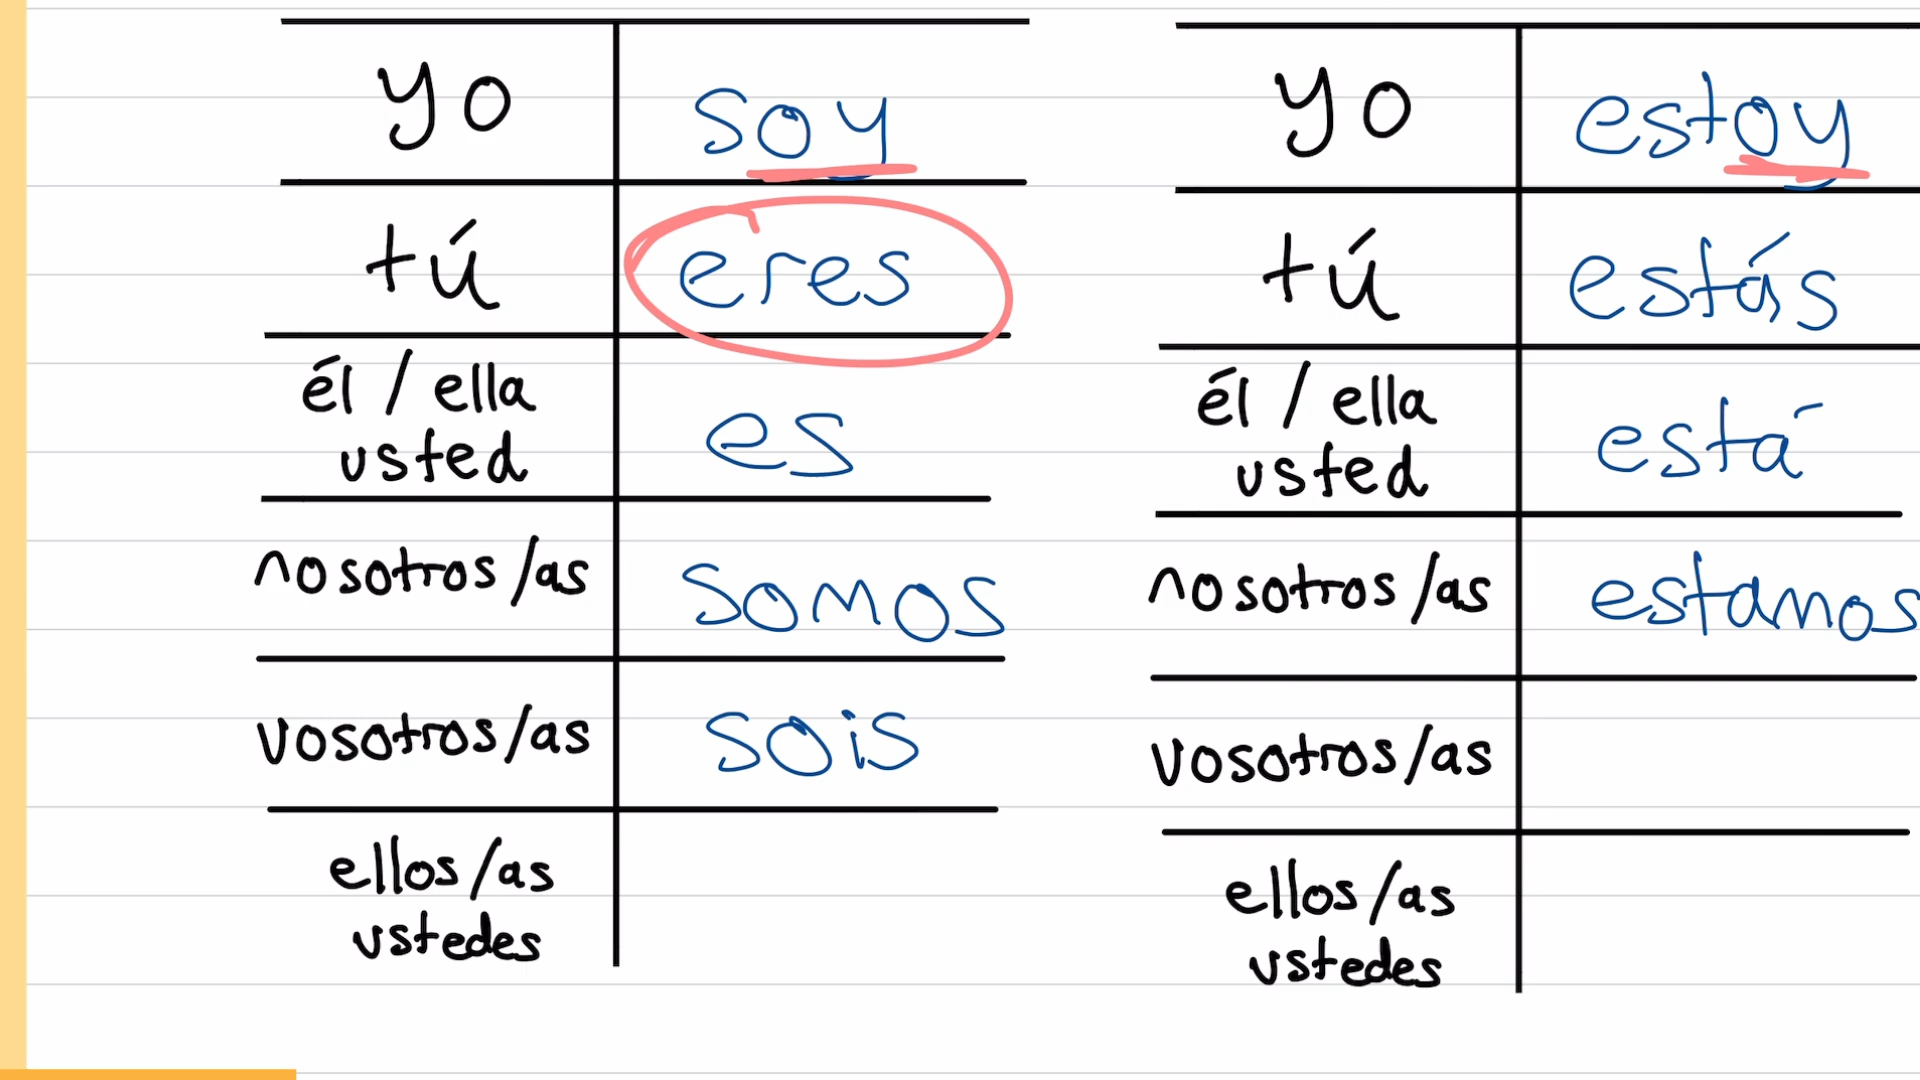 yo soy
tú eres
él / ella
usted es
nosotros/as somos
vosotros/as sois
ellos/as
ustedes
yo estoy
tú estás
él / ella
usted está
nosotros/as estamos
vosotros/as
ellos/as
ustedes